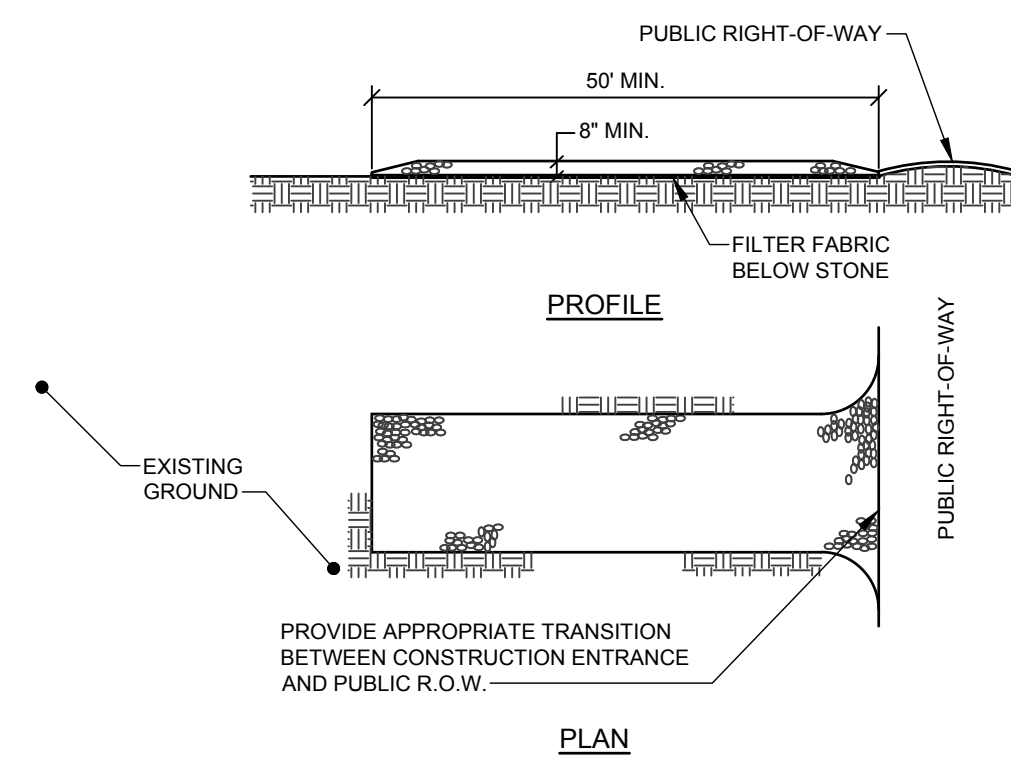 PUBLIC RIGHT-OF-WAY
50' MIN.
8" MIN.
FILTER FABRIC
BELOW STONE
PROFILE
PUBLIC RIGHT-OF-WAY
EXISTING
GROUND
PROVIDE APPROPRIATE TRANSITION
BETWEEN CONSTRUCTION ENTRANCE
AND PUBLIC R.O.W.
PLAN